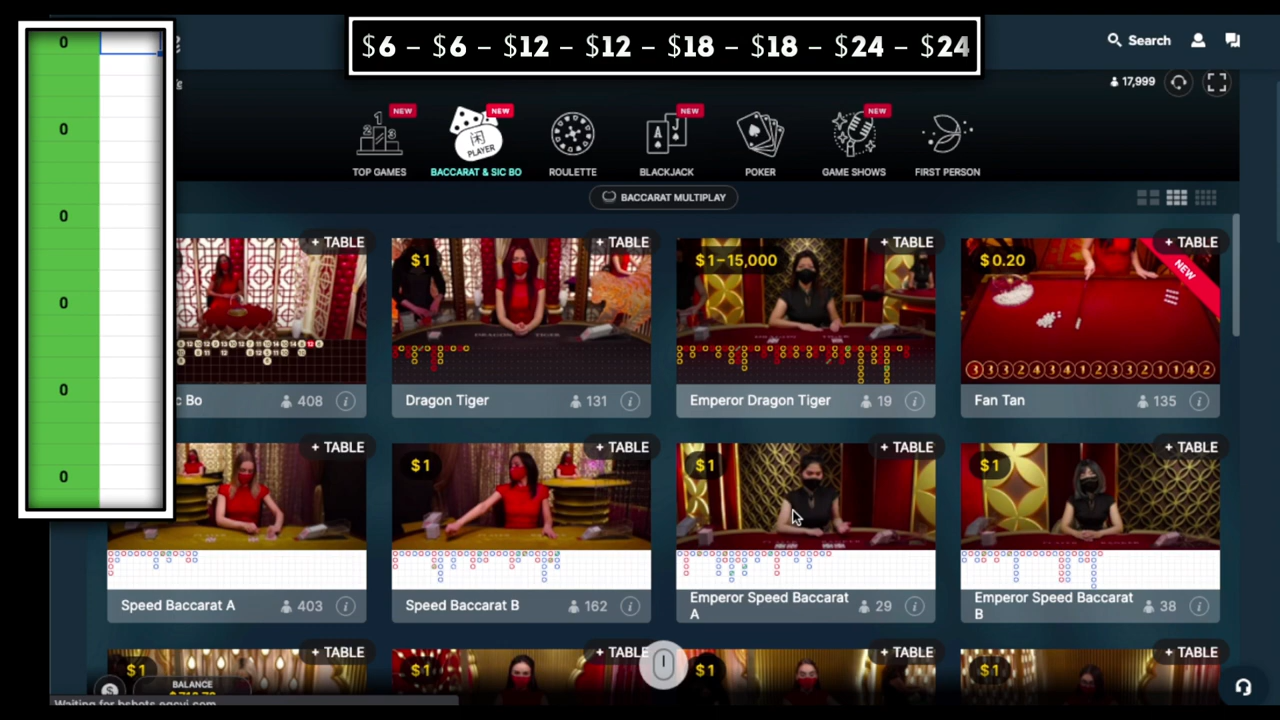 $6 – $6 – $12 – $12 – $18 – $18 – $24 – $24
Search
17,999
0
0
0
0
0
0
NEW
NEW
NEW
NEW
TOP GAMES
BACCARAT & SIC BO
ROULETTE
BLACKJACK
POKER
GAME SHOWS
FIRST PERSON
闲
PLAYER
BACCARAT MULTIPLAY
+ TABLE
+ TABLE
+ TABLE
+ TABLE
$1
$1–15,000
$0.20
NEW
c Bo
408
Dragon Tiger
131
Emperor Dragon Tiger
19
Fan Tan
135
+ TABLE
+ TABLE
+ TABLE
+ TABLE
$1
$1
$1
Speed Baccarat A
403
Speed Baccarat B
162
Emperor Speed Baccarat
A
29
Emperor Speed Baccarat
B
38
+ TABLE
+ TABLE
+ TABLE
+ TABLE
$1
$1
$1
$1
BALANCE